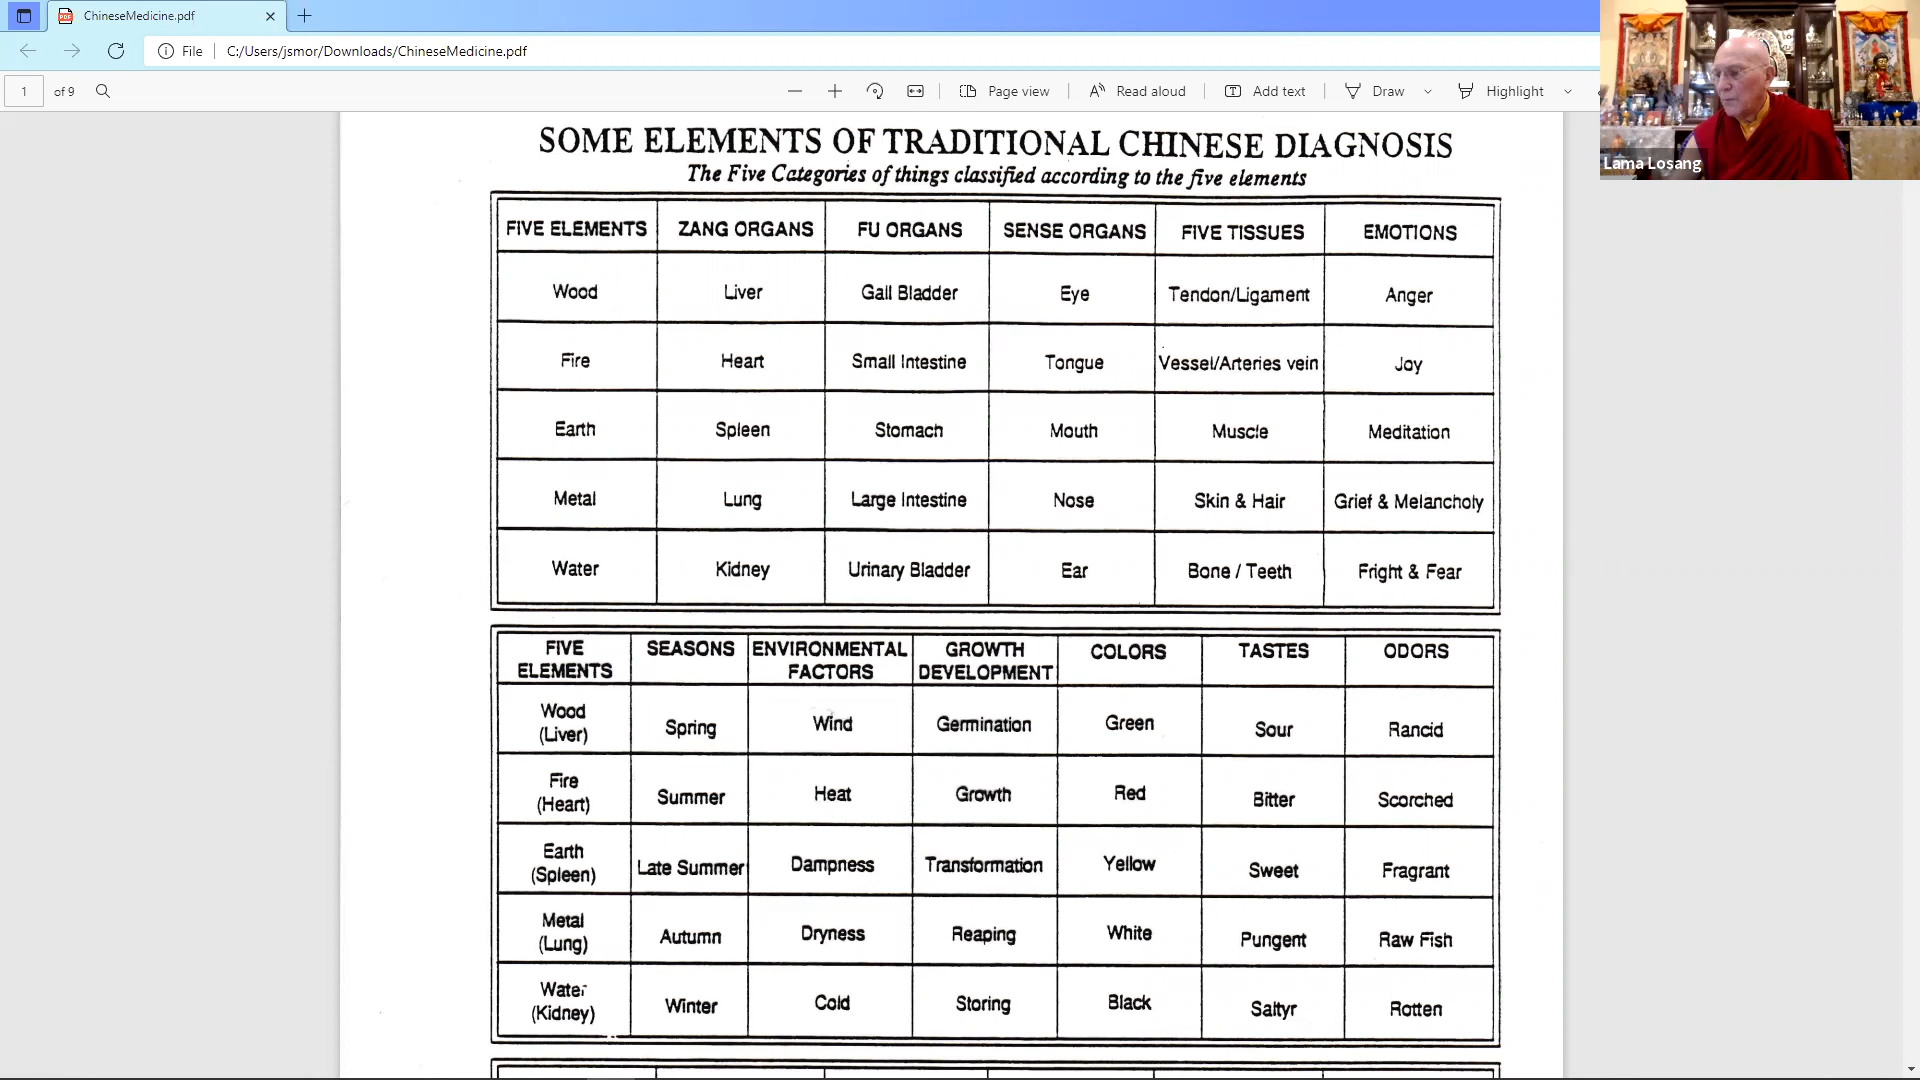 ChineseMedicine.pdf
File C:/Users/jsmor/Downloads/ChineseMedicine.pdf
1 of 9 Page view Read aloud Add text Draw Highlight
Lama Losang
SOME ELEMENTS OF TRADITIONAL CHINESE DIAGNOSIS
The Five Categories of things classified according to the five elements
FIVE ELEMENTS ZANG ORGANS FU ORGANS SENSE ORGANS FIVE TISSUES EMOTIONS
Wood Liver Gall Bladder Eye Tendon/Ligament Anger
Fire Heart Small Intestine Tongue Vessel/Arteries vein Joy
Earth Spleen Stomach Mouth Muscle Meditation
Metal Lung Large Intestine Nose Skin & Hair Grief & Melancholy
Water Kidney Urinary Bladder Ear Bone / Teeth Fright & Fear
FIVE ELEMENTS SEASONS ENVIRONMENTAL FACTORS GROWTH DEVELOPMENT COLORS TASTES ODORS
Wood (Liver) Spring Wind Germination Green Sour Rancid
Fire (Heart) Summer Heat Growth Red Bitter Scorched
Earth (Spleen) Late Summer Dampness Transformation Yellow Sweet Fragrant
Metal (Lung) Autumn Dryness Reaping White Pungent Raw Fish
Water (Kidney) Winter Cold Storing Black Saltyr Rotten